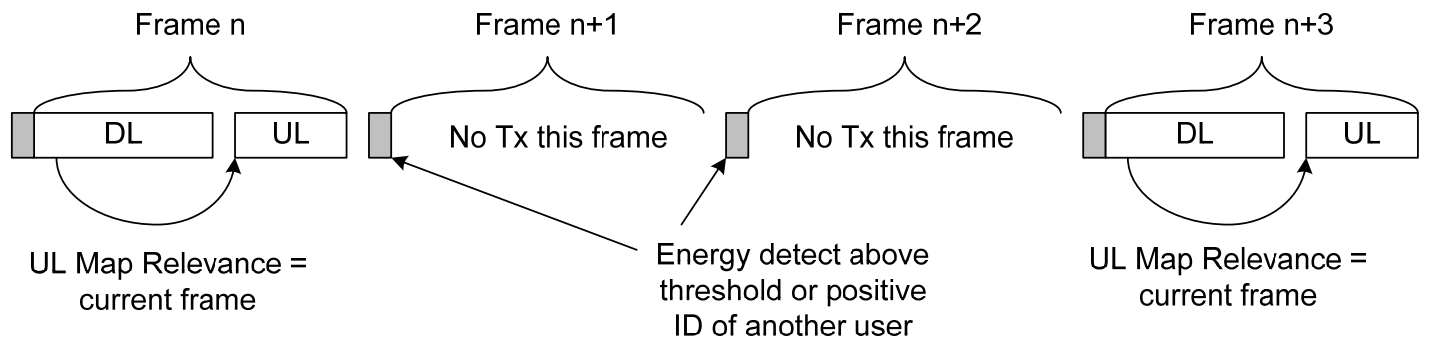 Frame n
Frame n+1
Frame n+2
Frame n+3
DL
UL
No Tx this frame
No Tx this frame
DL
UL
UL Map Relevance =
current frame
Energy detect above
threshold or positive
ID of another user
UL Map Relevance =
current frame